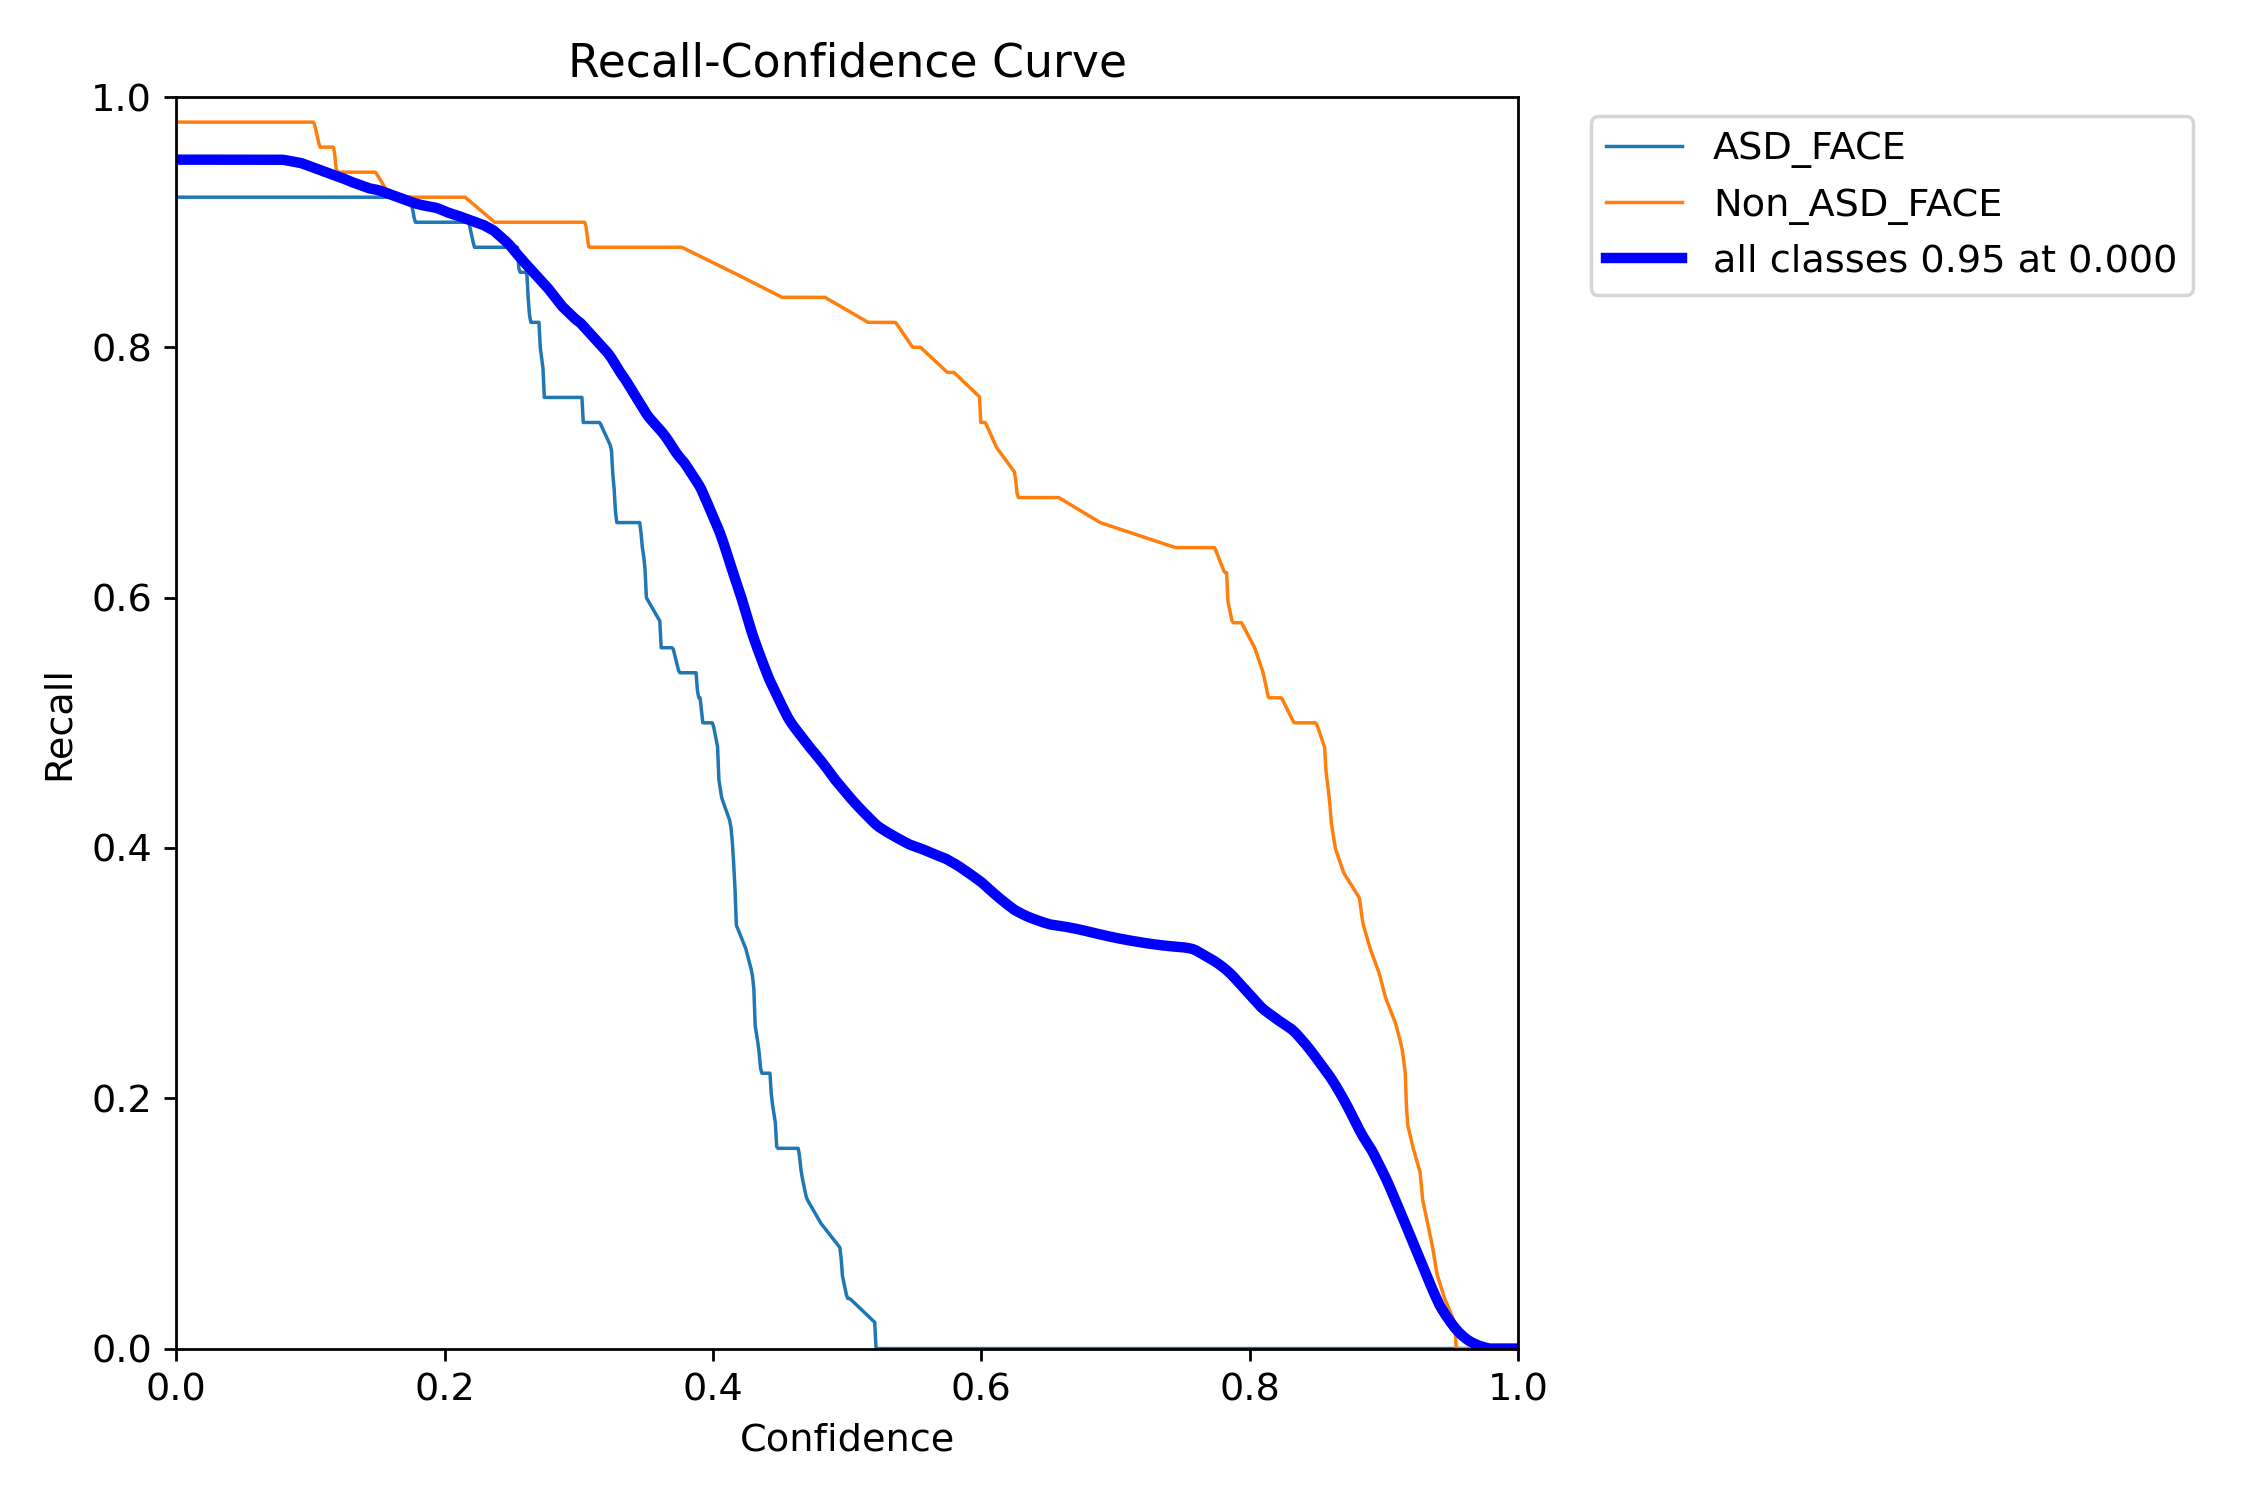 Recall-Confidence Curve
1.0
0.8
0.6
0.4
0.2
0.0
Recall
0.0 0.2 0.4 0.6 0.8 1.0
Confidence
ASD_FACE
Non_ASD_FACE
all classes 0.95 at 0.000